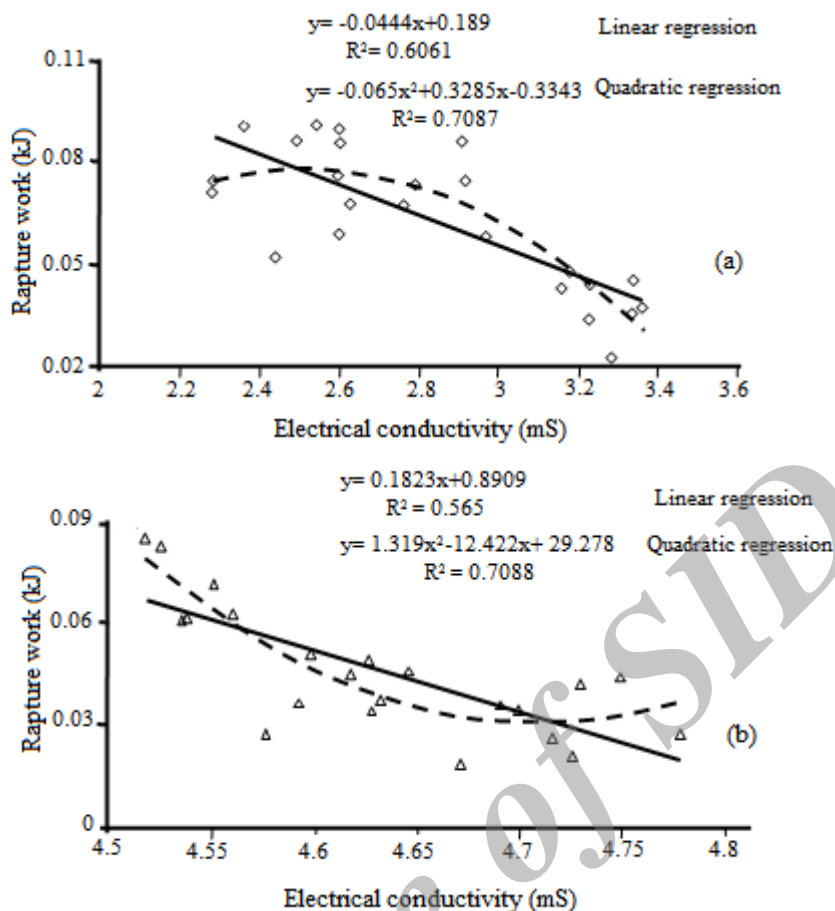 y= -0.0444x+0.189 Linear regression
R²= 0.6061
y= -0.065x²+0.3285x-0.3343 Quadratic regression
R²= 0.7087
0.11
0.08
0.05
0.02
Rapture work (kJ)
(a)
2 2.2 2.4 2.6 2.8 3 3.2 3.4 3.6
Electrical conductivity (mS)
y= 0.1823x+0.8909
R² = 0.565 Linear regression
y= 1.319x²-12.422x+ 29.278 Quadratic regression
R² = 0.7088
0.09
0.06
0.03
0
Rapture work (kJ)
(b)
4.5 4.55 4.6 4.65 4.7 4.75 4.8
Electrical conductivity (mS)
of SID